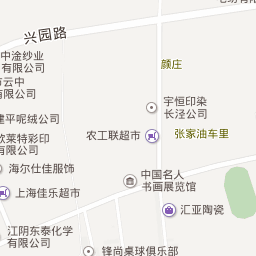 兴园路
中淦纱业
有限公司
颜庄
市云中
有限公司
宇恒印染
长泾公司
建平呢绒公司
农工联超市
张家油车里
欧莱特彩印
有限公司
海尔仕佳服饰
中国名人
书画展览馆
上海佳乐超市
汇亚陶瓷
江阴东泰化学
有限公司
锋尚桌球俱乐部